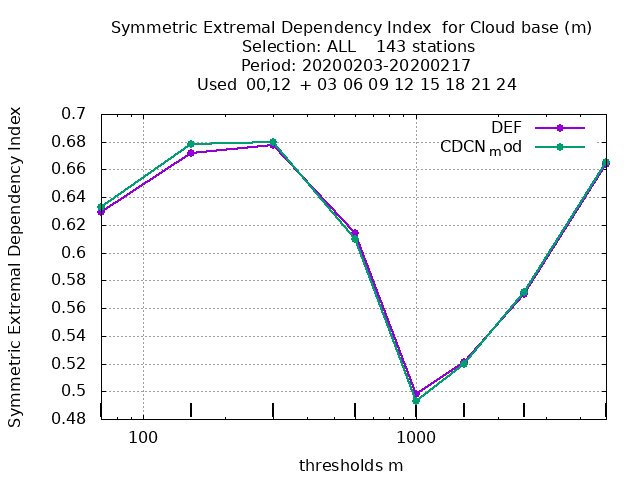 Symmetric Extremal Dependency Index  for Cloud base (m)
Selection: ALL    143 stations
Period: 20200203-20200217
Used  00,12  + 03 06 09 12 15 18 21 24
Symmetric Extremal Dependency Index
0.7
0.68
0.66
0.64
0.62
0.6
0.58
0.56
0.54
0.52
0.5
0.48
DEF
CDCNmod
100
1000
thresholds m